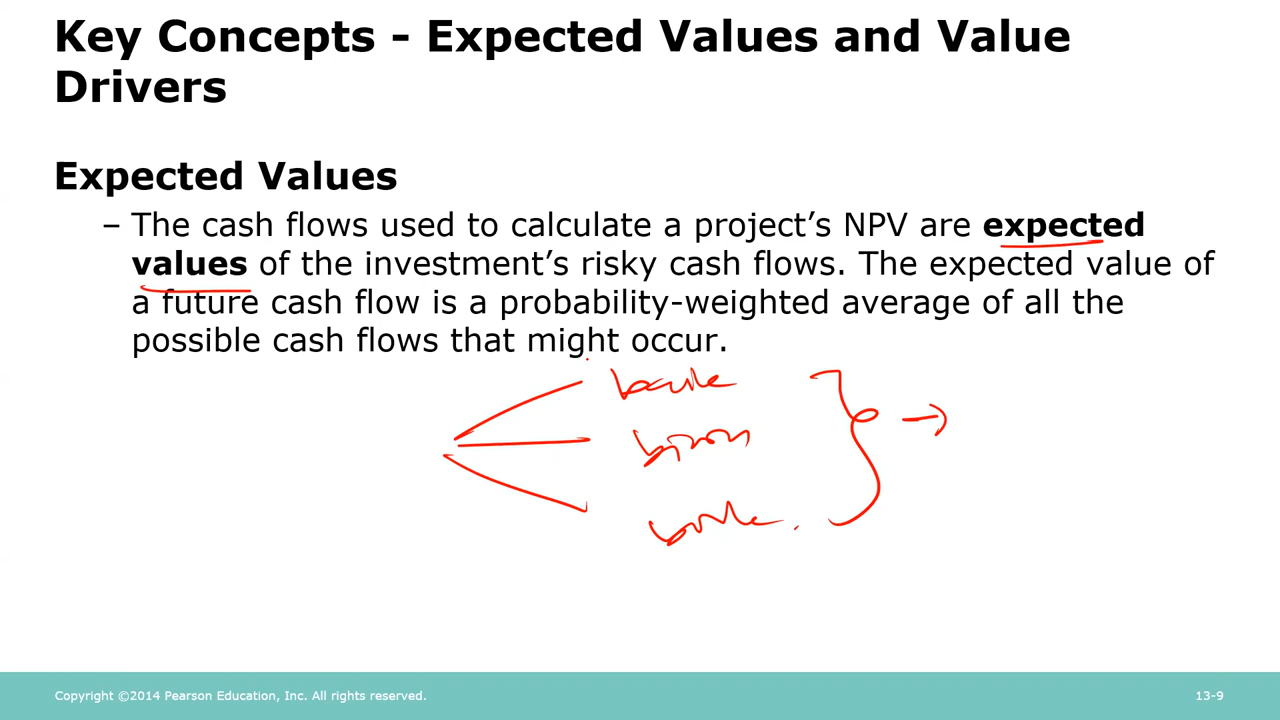 Key Concepts - Expected Values and Value
Drivers
Expected Values
– The cash flows used to calculate a project’s NPV are expected
values of the investment’s risky cash flows. The expected value of
a future cash flow is a probability-weighted average of all the
possible cash flows that might occur.
Copyright ©2014 Pearson Education, Inc. All rights reserved.
13-9